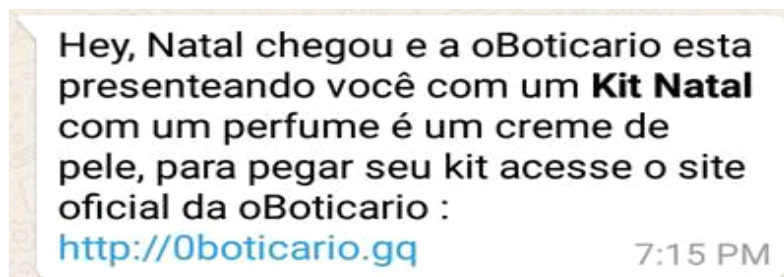 Hey, Natal chegou e a oBoticario esta
presenteando você com um Kit Natal
com um perfume é um creme de
pele, para pegar seu kit acesse o site
oficial da oBoticario :
http://0boticario.gq
7:15 PM